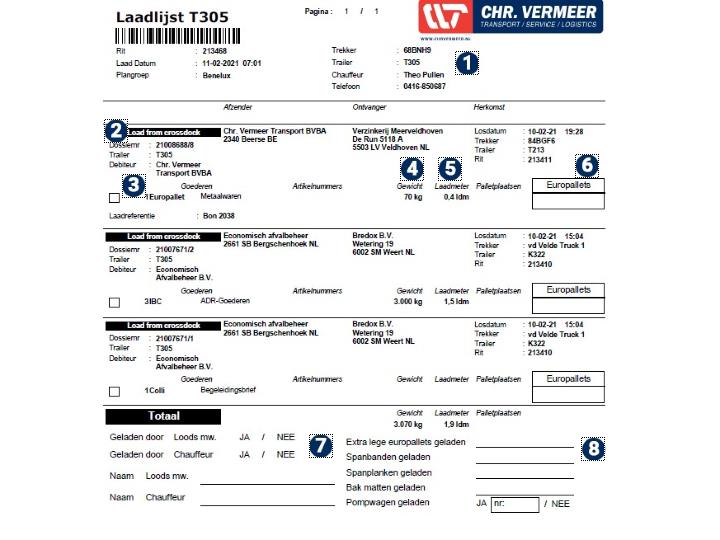 Laadlijst T305
Pagina : 1 / 1
CHR. VERMEER
TRANSPORT / SERVICE / LOGISTICS
www.chrvermeer.nl
Rit : 213468
Trekker : 68BNH9
Laad Datum : 11-02-2021 07:01
Trailer : T305
1
Plangroep : Benelux
Chauffeur : Theo Pullen
Telefoon : 0416-850687
Afzender Ontvanger Herkomst
2
Load from crossdock Chr. Vermeer Transport BVBA Verzinkerij Meerveldhoven Losdatum : 10-02-21 19:28
2340 Beerse BE De Run 5118 A Trekker : 84BGF6
Dossiernr : 21008688/8 5503 LV Veldhoven NL Trailer : T213
Trailer : T305 Rit : 213411
Debiteur : Chr. Vermeer
Transport BVBA
3 4 5 6
Goederen Artikelnummers Gewicht Laadmeter Palletplaatsen Europallets
1Europallet Metaalwaren 70 kg 0,4 ldm
Laadreferentie : Bon 2038
Load from crossdock Economisch afvalbeheer Bredox B.V. Losdatum : 10-02-21 15:04
2661 SB Bergschenhoek NL Wetering 19 Trekker : vd Velde Truck 1
Dossiernr : 21007671/2 6002 SM Weert NL Trailer : K322
Trailer : T305 Rit : 213410
Debiteur : Economisch
Afvalbeheer B.V.
Goederen Artikelnummers Gewicht Laadmeter Palletplaatsen Europallets
3IBC ADR-Goederen 3.000 kg 1,5 ldm
Load from crossdock Economisch afvalbeheer Bredox B.V. Losdatum : 10-02-21 15:04
2661 SB Bergschenhoek NL Wetering 19 Trekker : vd Velde Truck 1
Dossiernr : 21007671/1 6002 SM Weert NL Trailer : K322
Trailer : T305 Rit : 213410
Debiteur : Economisch
Afvalbeheer B.V.
Goederen Artikelnummers Gewicht Laadmeter Palletplaatsen Europallets
1Colli Begeleidingsbrief
Totaal Gewicht Laadmeter
3.070 kg 1,9 ldm
Geladen door Loods mw. JA / NEE
7
Extra lege europallets geladen
8
Geladen door Chauffeur JA / NEE
Spanbanden geladen
Naam Loods mw.
Spanplanken geladen
Bak matten geladen
Naam Chauffeur
Pompwagen geladen JA nr: / NEE